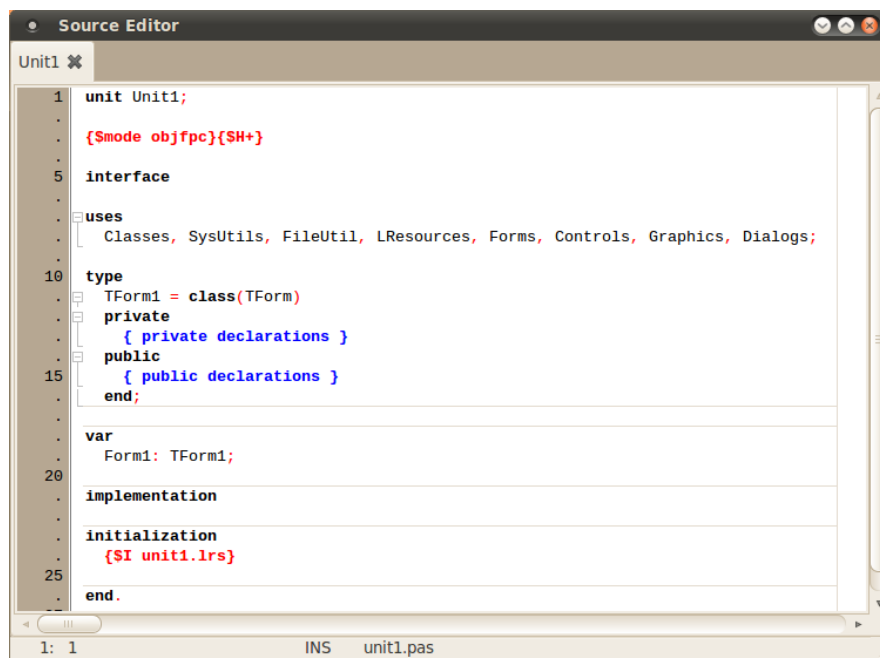 Source Editor
Unit1
1 unit Unit1;
.
. {$mode objfpc}{$H+}
.
5 interface
.
. uses
. Classes, SysUtils, FileUtil, LResources, Forms, Controls, Graphics, Dialogs;
.
10 type
. TForm1 = class(TForm)
. private
. { private declarations }
. public
15 { public declarations }
. end;
.
. var
. Form1: TForm1;
20
. implementation
.
. initialization
. {$I unit1.lrs}
25
. end.
1: 1 INS unit1.pas